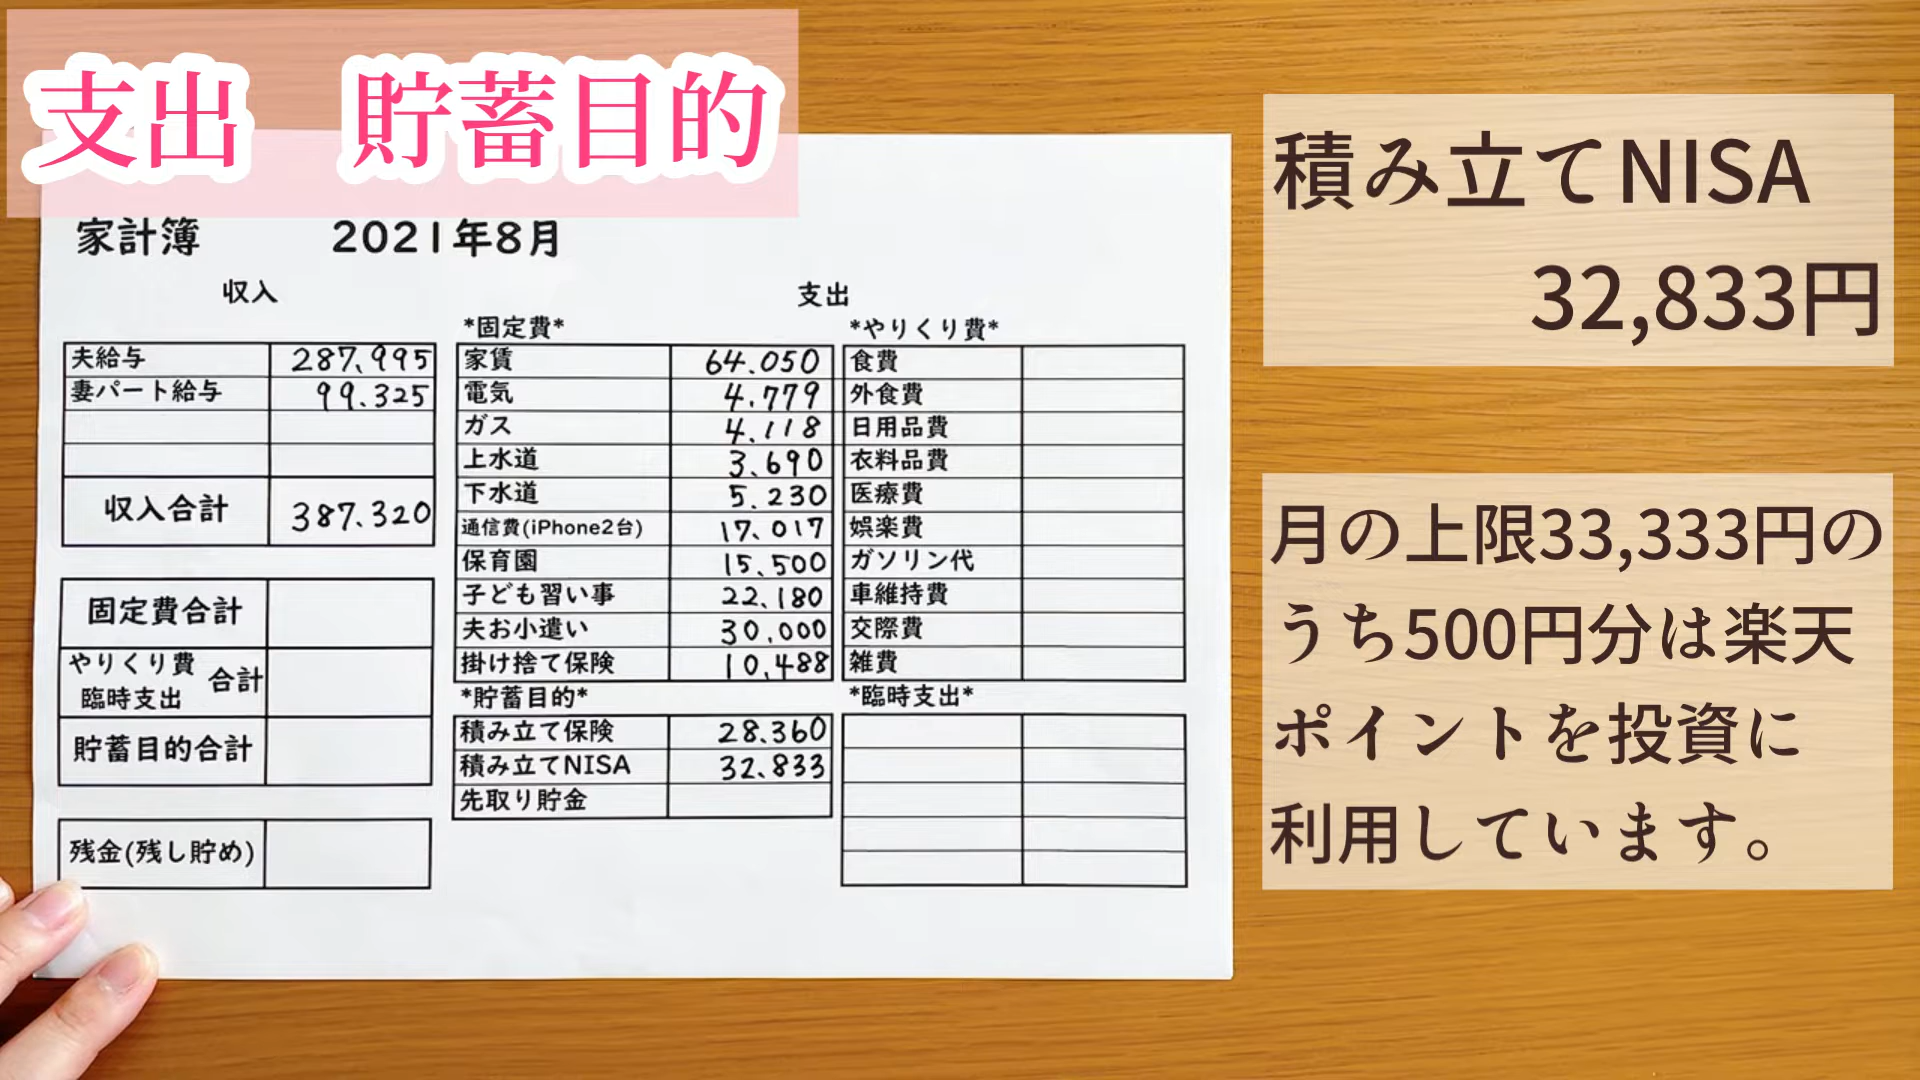 支出　貯蓄目的
家計簿　2021年8月
収入
夫給与 287,995
妻パート給与 99.325
収入合計 387.320
固定費合計
やりくり費
臨時支出 合計
貯蓄目的合計
残金(残し貯め)
支出
*固定費*
家賃 64.050
電気 4.779
ガス 4.118
上水道 3.690
下水道 5.230
通信費(iPhone2台) 17.017
保育園 15.500
子ども習い事 22.180
夫お小遣い 30.000
掛け捨て保険 10.488
*貯蓄目的*
積み立て保険 28.360
積み立てNISA 32.833
先取り貯金
*やりくり費*
食費
外食費
日用品費
衣料品費
医療費
娯楽費
ガソリン代
車維持費
交際費
雑費
*臨時支出*
積み立てNISA
32,833円
月の上限33,333円の
うち500円分は楽天
ポイントを投資に
利用しています。